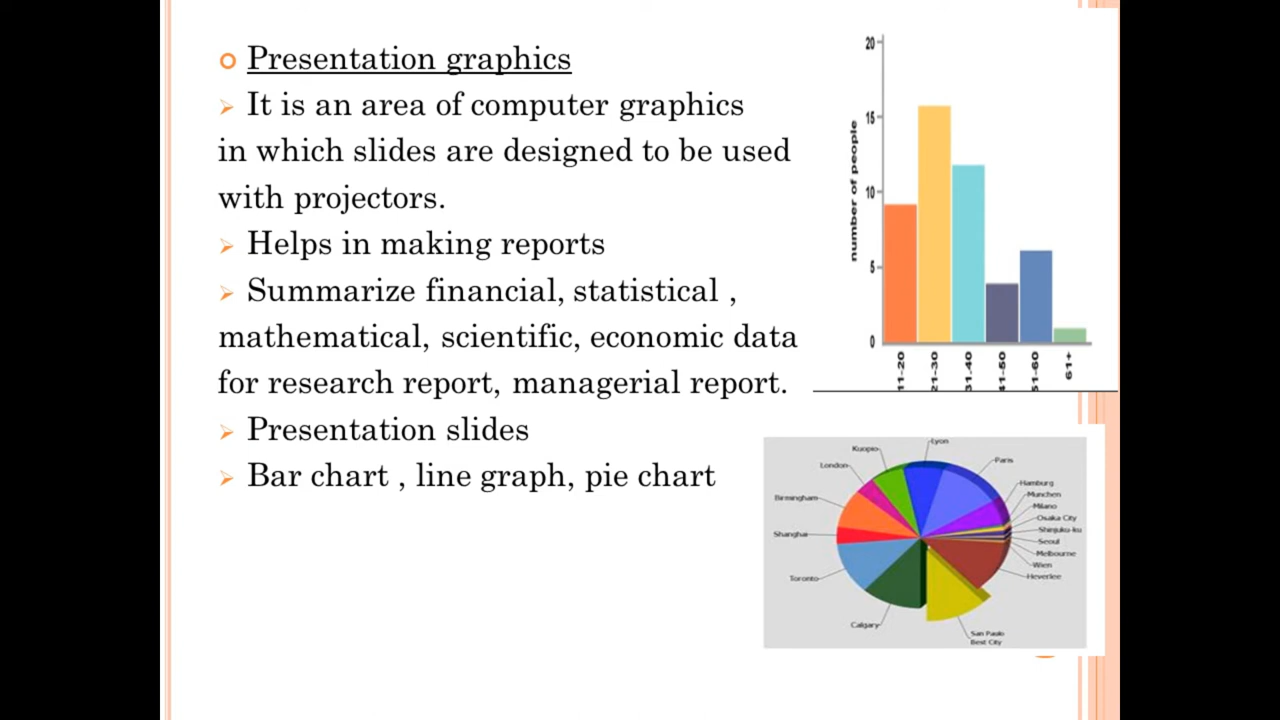 Presentation graphics
It is an area of computer graphics
in which slides are designed to be used
with projectors.
Helps in making reports
Summarize financial, statistical ,
mathematical, scientific, economic data
for research report, managerial report.
Presentation slides
Bar chart , line graph, pie chart
number of people
20
15
10
5
0
11-20
21-30
31-40
41-50
51-60
61+
Lyon
Kuopio
Paris
London
Hamburg
Munchen
Birmingham
Milano
Osaka City
Shinjuku-ku
Shanghai
Seoul
Melbourne
Wien
Toronto
Heverlee
Calgary
San Paulo
Best City